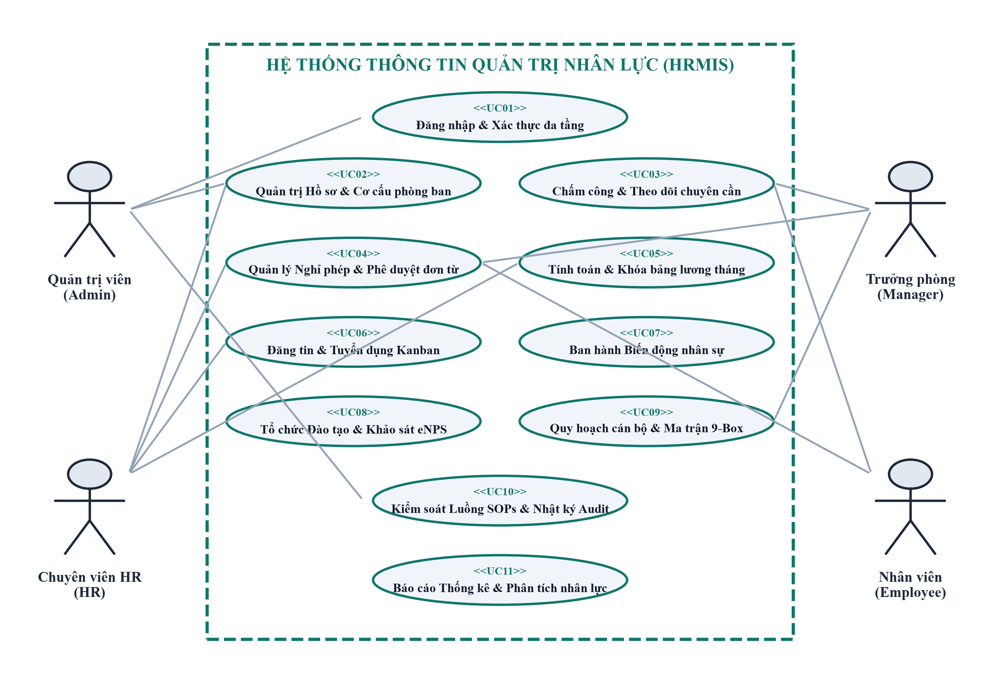 HỆ THỐNG THÔNG TIN QUẢN TRỊ NHÂN LỰC (HRMIS)
<<UC01>>
Đăng nhập & Xác thực đa tầng
<<UC02>>
Quản trị Hồ sơ & Cơ cấu phòng ban
<<UC03>>
Chấm công & Theo dõi chuyên cần
<<UC04>>
Quản lý Nghỉ phép & Phê duyệt đơn từ
<<UC05>>
Tính toán & Khóa bảng lương tháng
Quản trị viên
(Admin)
Trưởng phòng
(Manager)
<<UC06>>
Đăng tin & Tuyển dụng Kanban
<<UC07>>
Ban hành Biến động nhân sự
<<UC08>>
Tổ chức Đào tạo & Khảo sát eNPS
<<UC09>>
Quy hoạch cán bộ & Ma trận 9-Box
<<UC10>>
Kiểm soát Luồng SOPs & Nhật ký Audit
<<UC11>>
Báo cáo Thống kê & Phân tích nhân lực
Chuyên viên HR
(HR)
Nhân viên
(Employee)